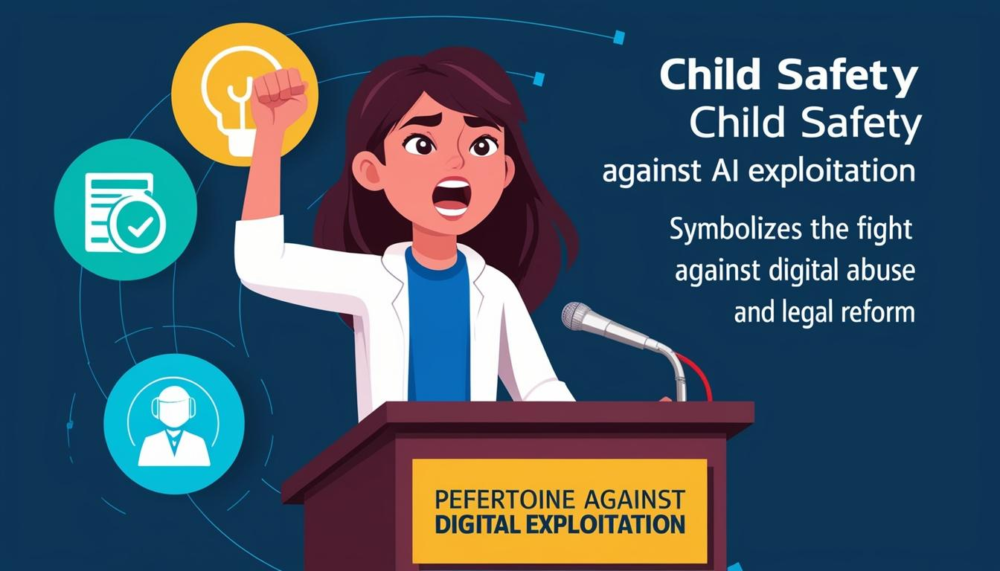 Child Safety
Child Safety
against AI exploitation
Symbolizes the fight
against digital abuse
and legal reform
PEFERTOINE AGAINST
DIGITAL EXPLOITATION